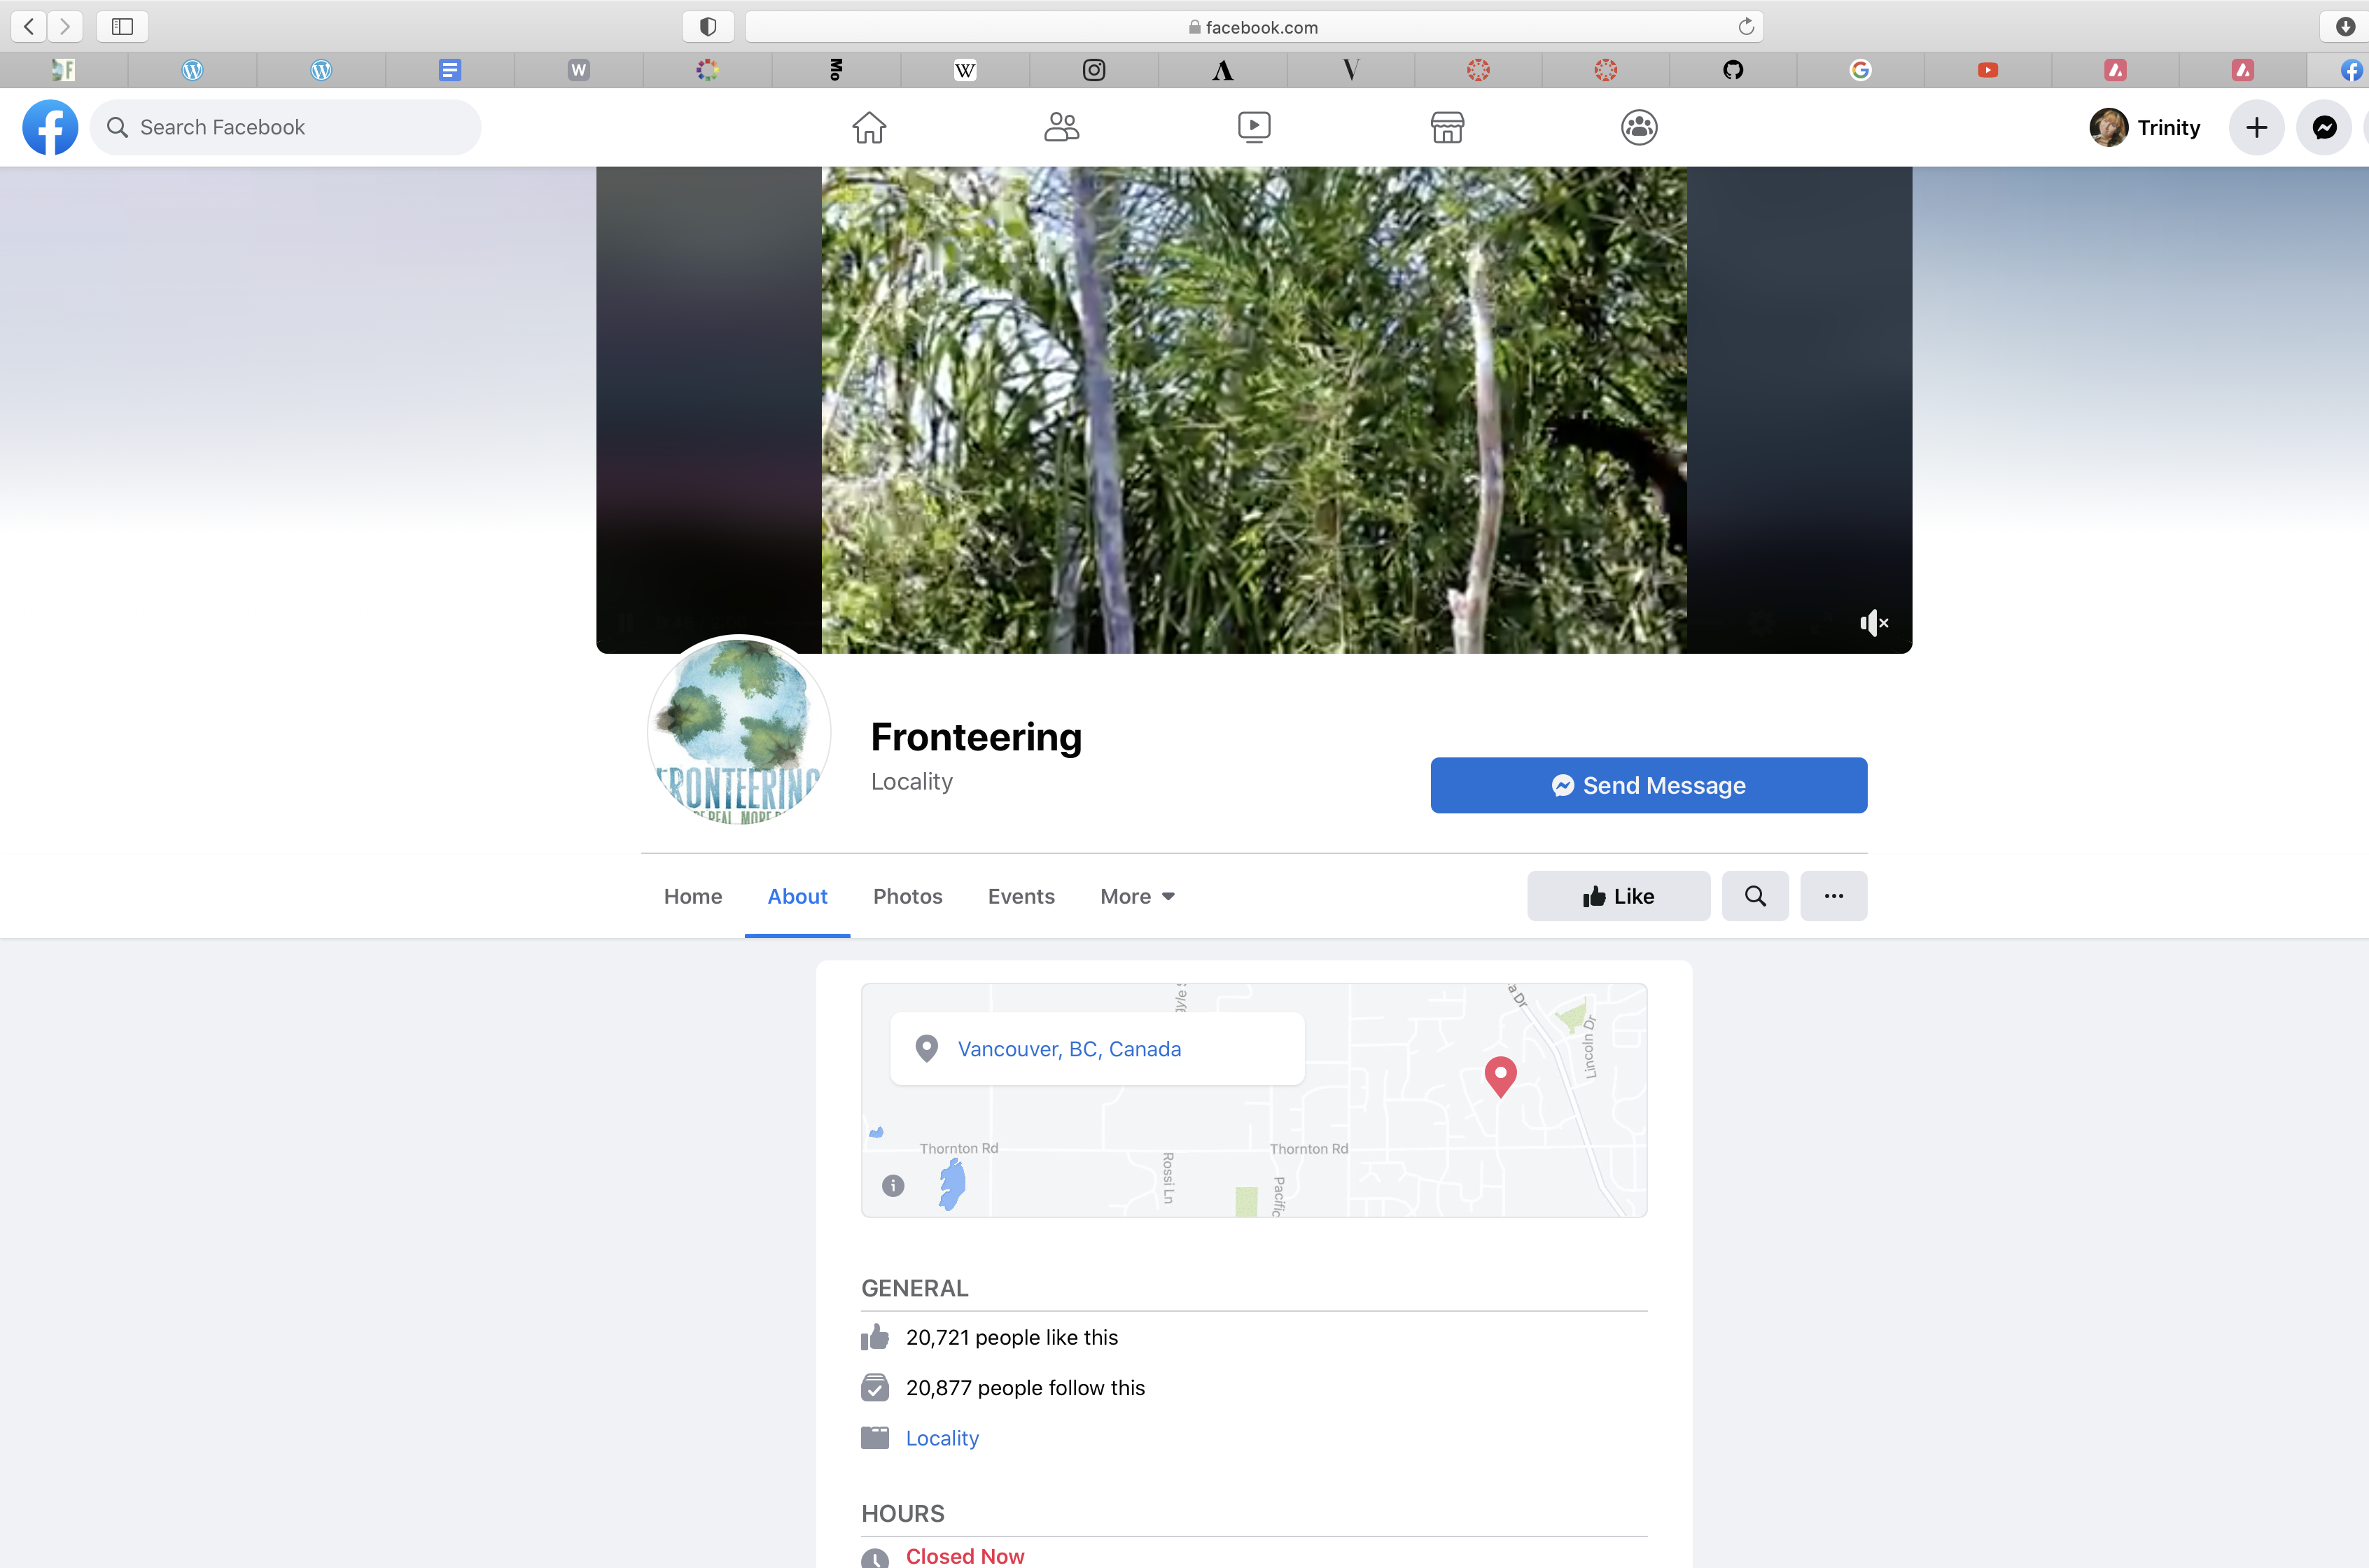 facebook.com
F W W W Mo W V G
Search Facebook
Trinity
FRONTEERING
Fronteering
Locality
Send Message
Home About Photos Events More
Like
a Dr
Lincoln Dr
Vancouver, BC, Canada
Thornton Rd
Thornton Rd
Rossi Ln
Pacific
GENERAL
20,721 people like this
20,877 people follow this
Locality
HOURS
Closed Now